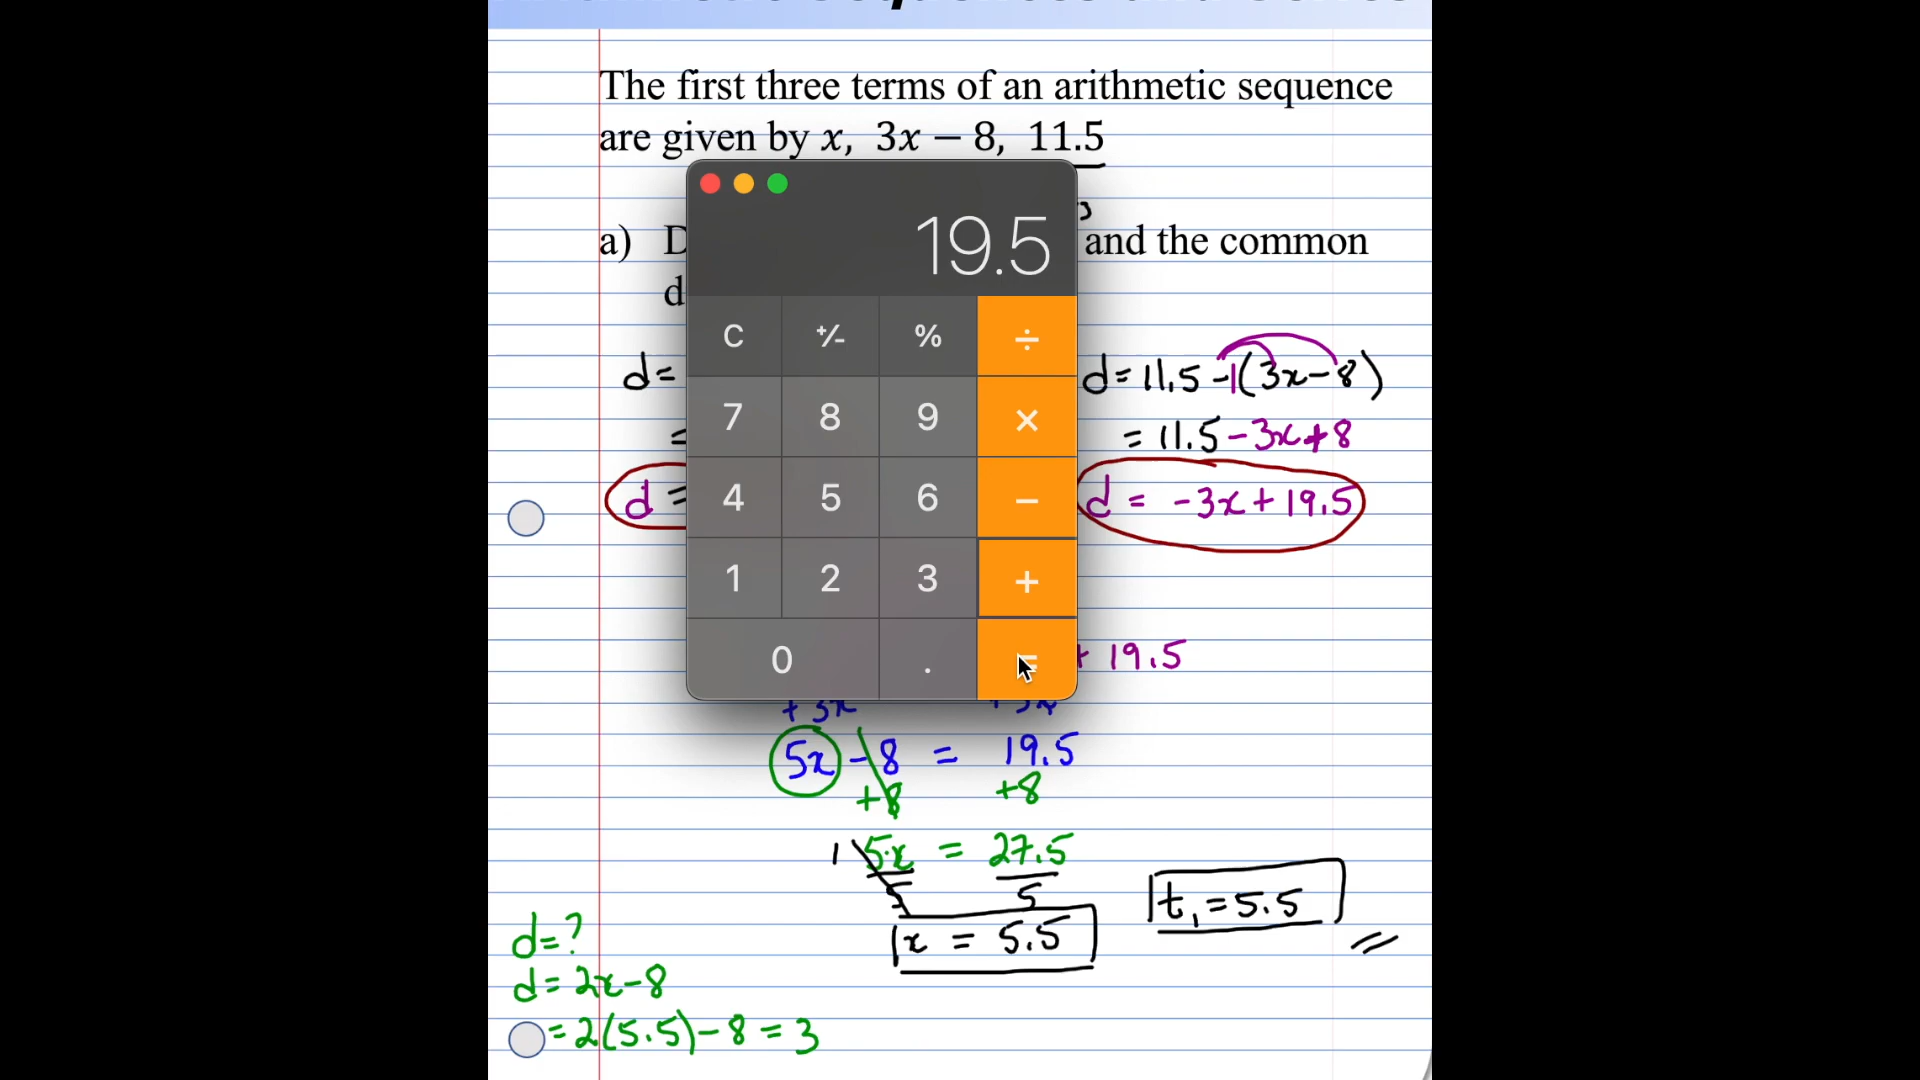 The first three terms of an arithmetic sequence
are given by x, 3x − 8, 11.5
19.5
a) D and the common
d
C +/- % ÷
d= d=11.5-1(3x-8)
7 8 9 ×
= = 11.5-3x+8
4 5 6 −
d = d = -3x+19.5
1 2 3 +
0 . =
+ 19.5
+3x +3x
5x-8 = 19.5
+8 +8
1 5·x = 27.5
5 5
t₁=5.5
x = 5.5
d=?
d=2x-8
=2(5.5)-8=3